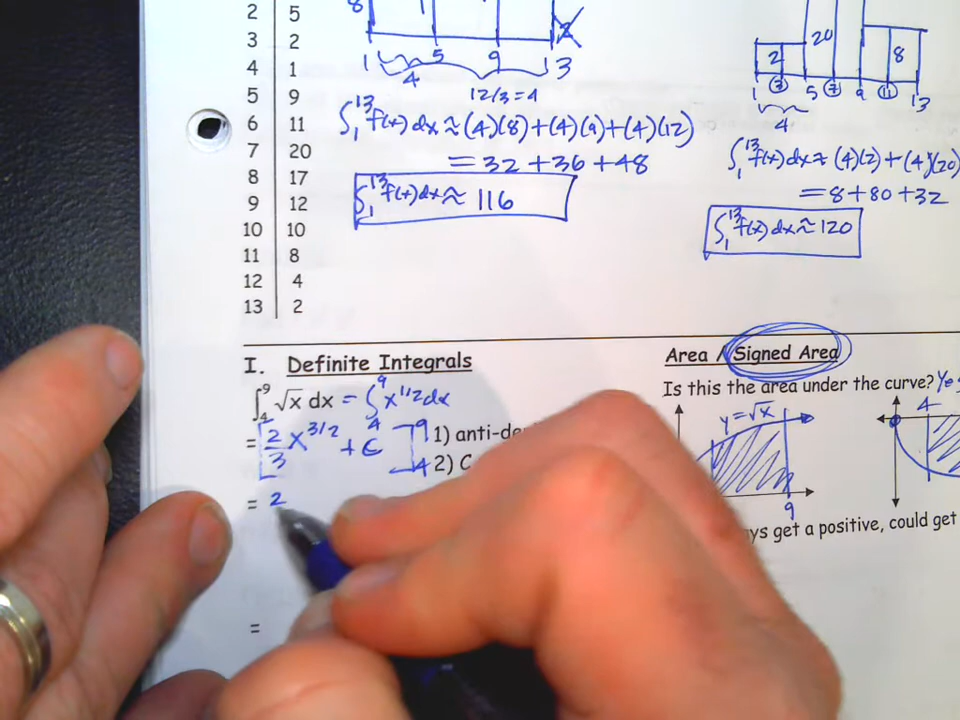 2 5
3 2
4 1
5 9
6 11
7 20
8 17
9 12
10 10
11 8
12 4
13 2
8
1 5 9 13
4
12/3 = 4
∫₁¹³ f(x) dx ≈ (4)(8) + (4)(9) + (4)(12)
= 32 + 36 + 48
∫₁¹³ f(x) dx ≈ 116
2 20 8
1 3 5 7 9 11 13
4
∫₁¹³ f(x) dx ≈ (4)(2) + (4)(20)
= 8 + 80 + 32
∫₁¹³ f(x) dx ≈ 120
I. Definite Integrals
∫₄⁹ √x dx = ∫₄⁹ x^1/2 dx
= [2/3 x^3/2 + C]₄⁹
1) anti-de
2) C
= 2
=
Area / Signed Area
Is this the area under the curve? Ye
y = √x
9
4
ys get a positive, could get